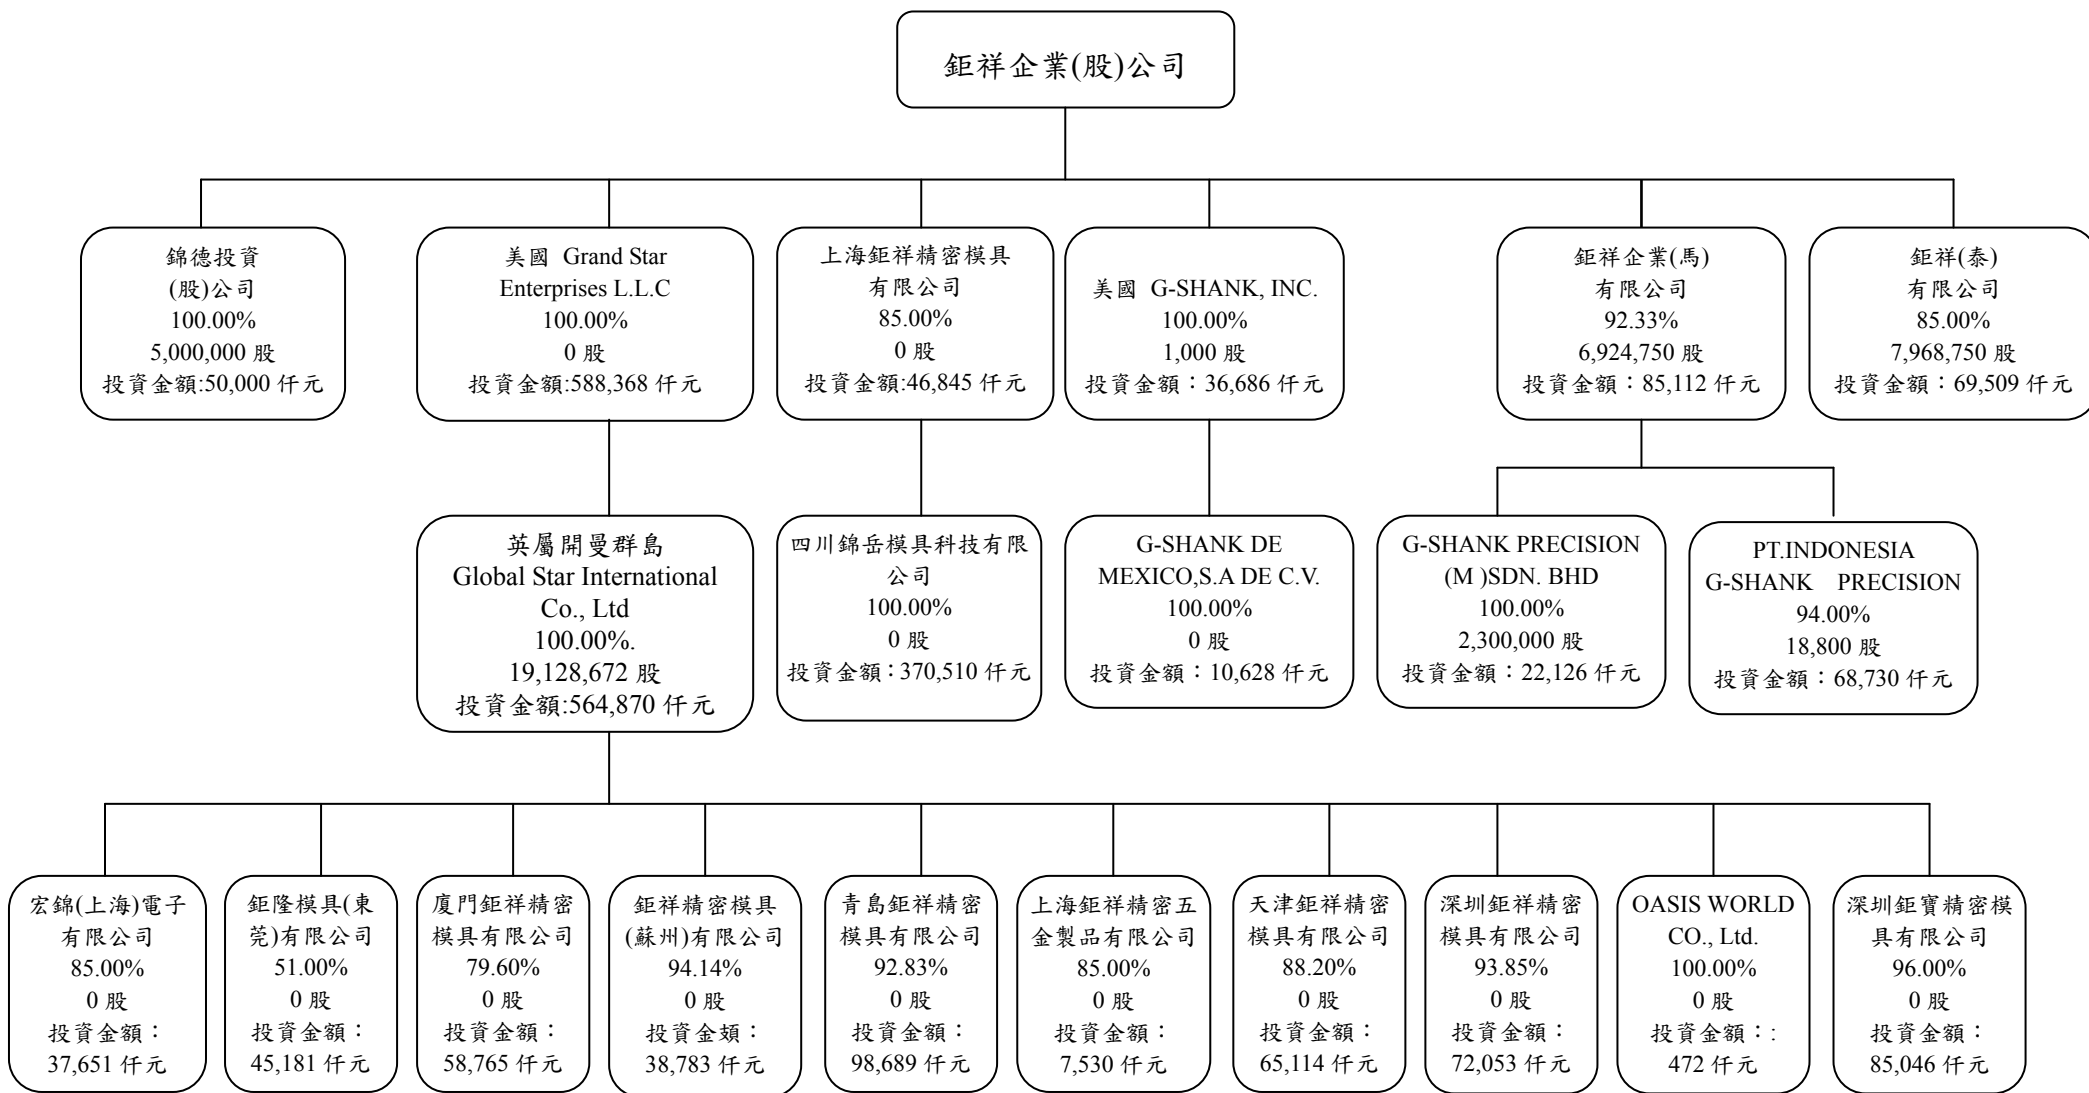 鉅祥企業(股)公司
錦德投資
(股)公司
100.00%
5,000,000 股
投資金額:50,000 仟元
美國 Grand Star
Enterprises L.L.C
100.00%
0 股
投資金額:588,368 仟元
上海鉅祥精密模具
有限公司
85.00%
0 股
投資金額:46,845 仟元
美國 G-SHANK, INC.
100.00%
1,000 股
投資金額：36,686 仟元
鉅祥企業(馬)
有限公司
92.33%
6,924,750 股
投資金額：85,112 仟元
鉅祥(泰)
有限公司
85.00%
7,968,750 股
投資金額：69,509 仟元
英屬開曼群島
Global Star International
Co., Ltd
100.00%.
19,128,672 股
投資金額:564,870 仟元
四川錦岳模具科技有限
公司
100.00%
0 股
投資金額：370,510 仟元
G-SHANK DE
MEXICO,S.A DE C.V.
100.00%
0 股
投資金額：10,628 仟元
G-SHANK PRECISION
(M )SDN. BHD
100.00%
2,300,000 股
投資金額：22,126 仟元
PT.INDONESIA
G-SHANK PRECISION
94.00%
18,800 股
投資金額：68,730 仟元
宏錦(上海)電子
有限公司
85.00%
0 股
投資金額：
37,651 仟元
鉅隆模具(東
莞)有限公司
51.00%
0 股
投資金額：
45,181 仟元
廈門鉅祥精密
模具有限公司
79.60%
0 股
投資金額：
58,765 仟元
鉅祥精密模具
(蘇州)有限公司
94.14%
0 股
投資金額：
38,783 仟元
青島鉅祥精密
模具有限公司
92.83%
0 股
投資金額：
98,689 仟元
上海鉅祥精密五
金製品有限公司
85.00%
0 股
投資金額：
7,530 仟元
天津鉅祥精密
模具有限公司
88.20%
0 股
投資金額：
65,114 仟元
深圳鉅祥精密
模具有限公司
93.85%
0 股
投資金額：
72,053 仟元
OASIS WORLD
CO., Ltd.
100.00%
0 股
投資金額：:
472 仟元
深圳鉅寶精密模
具有限公司
96.00%
0 股
投資金額：
85,046 仟元